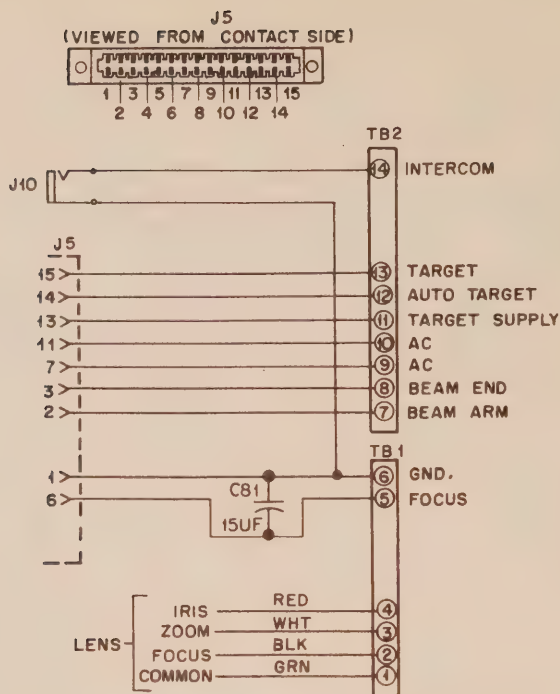 J5
(VIEWED FROM CONTACT SIDE)
1 3 5 7 9 11 13 15
2 4 6 8 10 12 14
TB2
J10
14 INTERCOM
J5
15 13 TARGET
14 12 AUTO TARGET
13 11 TARGET SUPPLY
11 10 AC
7 9 AC
3 8 BEAM END
2 7 BEAM ARM
TB1
1 6 GND.
C81
6 5 FOCUS
15UF
IRIS RED 4
ZOOM WHT 3
LENS
FOCUS BLK 2
COMMON GRN 1